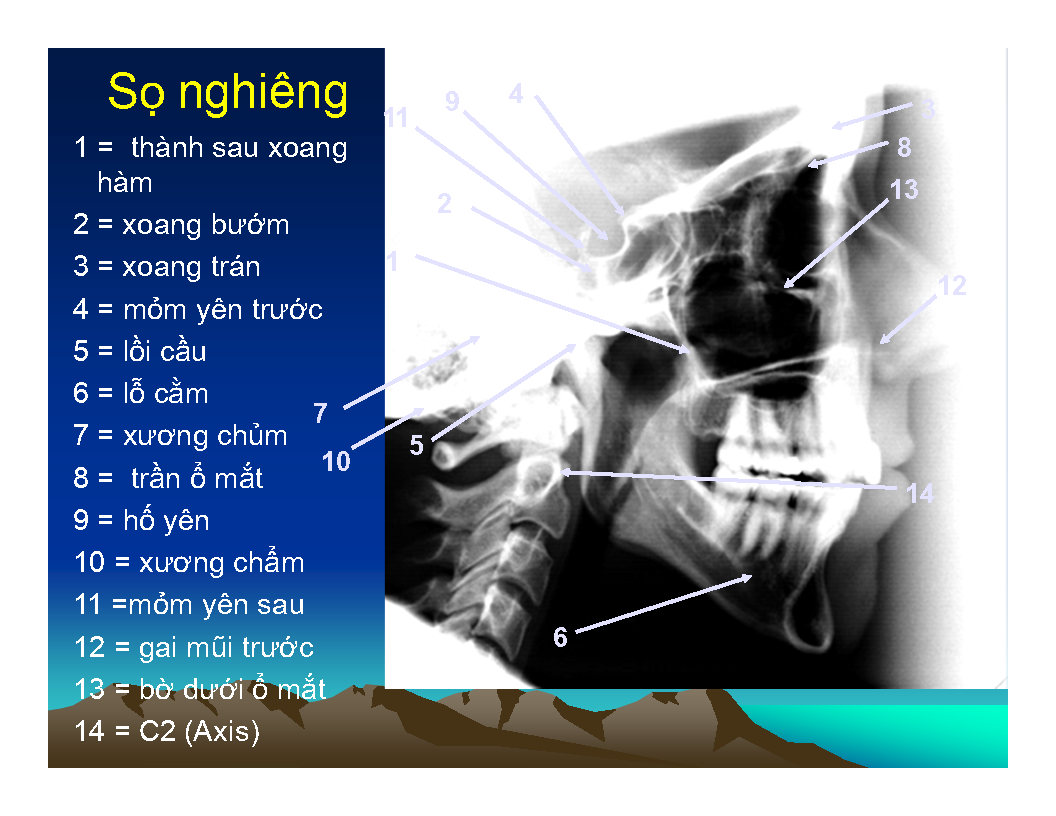 Sọ nghiêng
1 = thành sau xoang
hàm
2 = xoang bướm
3 = xoang trán
4 = mỏm yên trước
5 = lồi cầu
6 = lỗ cằm
7 = xương chủm
8 = trần ổ mắt
9 = hố yên
10 = xương chẩm
11 =mỏm yên sau
12 = gai mũi trước
13 = bờ dưới ổ mắt
14 = C2 (Axis)
4
9
3
11
8
13
2
1
12
7
5
10
14
6